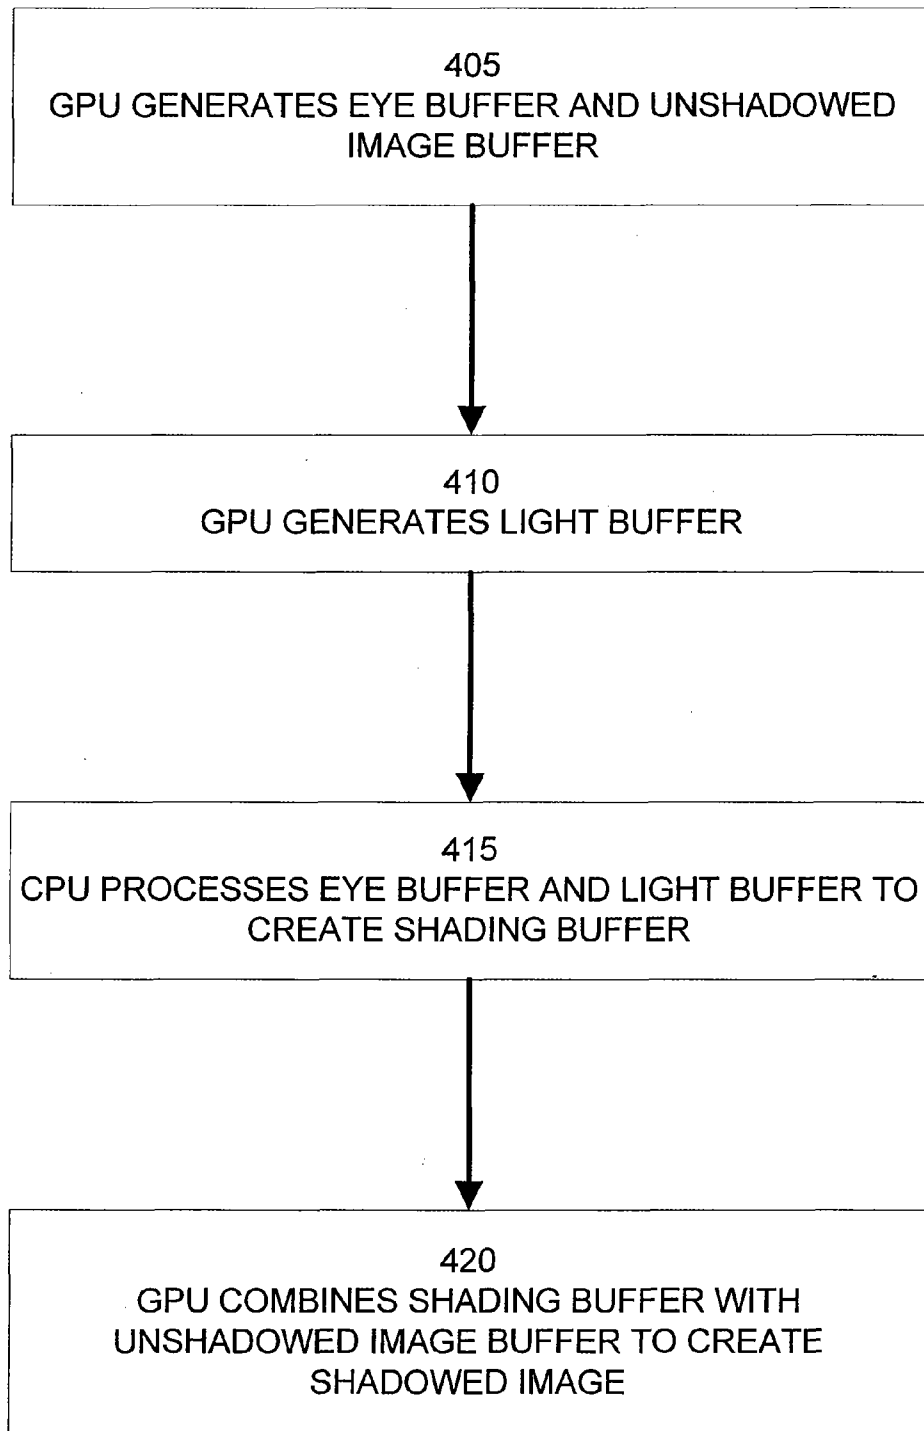 405
GPU GENERATES EYE BUFFER AND UNSHADOWED
IMAGE BUFFER
410
GPU GENERATES LIGHT BUFFER
415
CPU PROCESSES EYE BUFFER AND LIGHT BUFFER TO
CREATE SHADING BUFFER
420
GPU COMBINES SHADING BUFFER WITH
UNSHADOWED IMAGE BUFFER TO CREATE
SHADOWED IMAGE